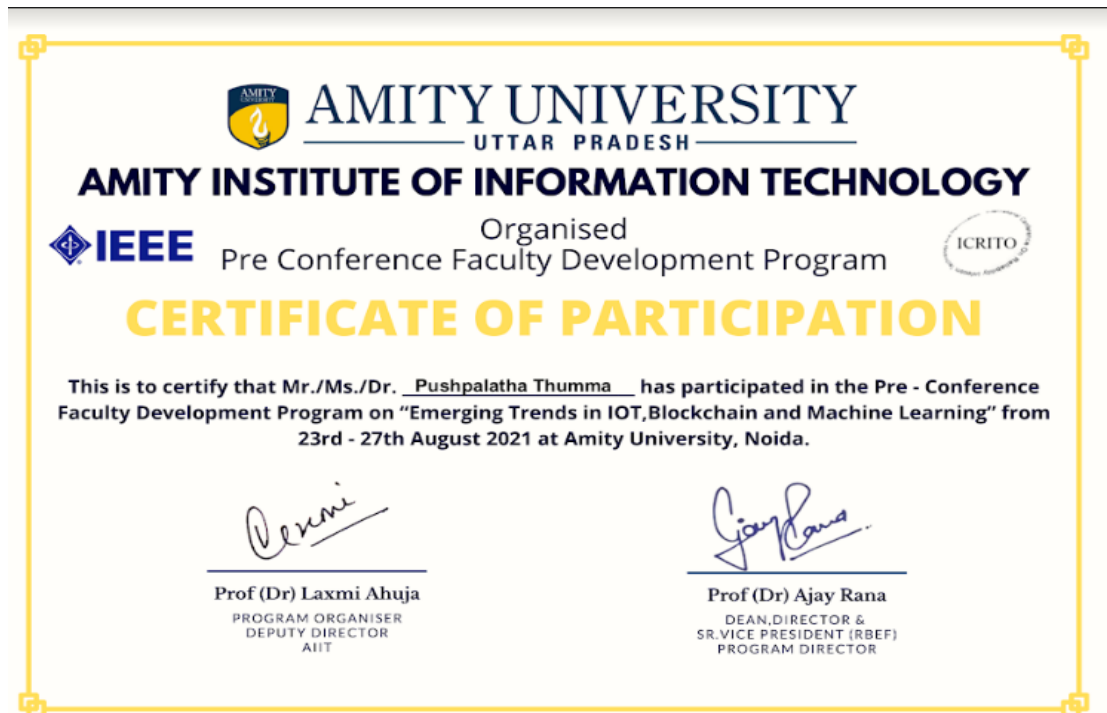 AMITY
UNIVERSITY
AMITY UNIVERSITY
UTTAR PRADESH
AMITY INSTITUTE OF INFORMATION TECHNOLOGY
IEEE
Organised
ICRITO
Pre Conference Faculty Development Program
CERTIFICATE OF PARTICIPATION
This is to certify that Mr./Ms./Dr. Pushpalatha Thumma has participated in the Pre - Conference
Faculty Development Program on “Emerging Trends in IOT,Blockchain and Machine Learning” from
23rd - 27th August 2021 at Amity University, Noida.
Ajay Rana
Prof (Dr) Laxmi Ahuja
PROGRAM ORGANISER
DEPUTY DIRECTOR
AIIT
Prof (Dr) Ajay Rana
DEAN,DIRECTOR &
SR.VICE PRESIDENT (RBEF)
PROGRAM DIRECTOR